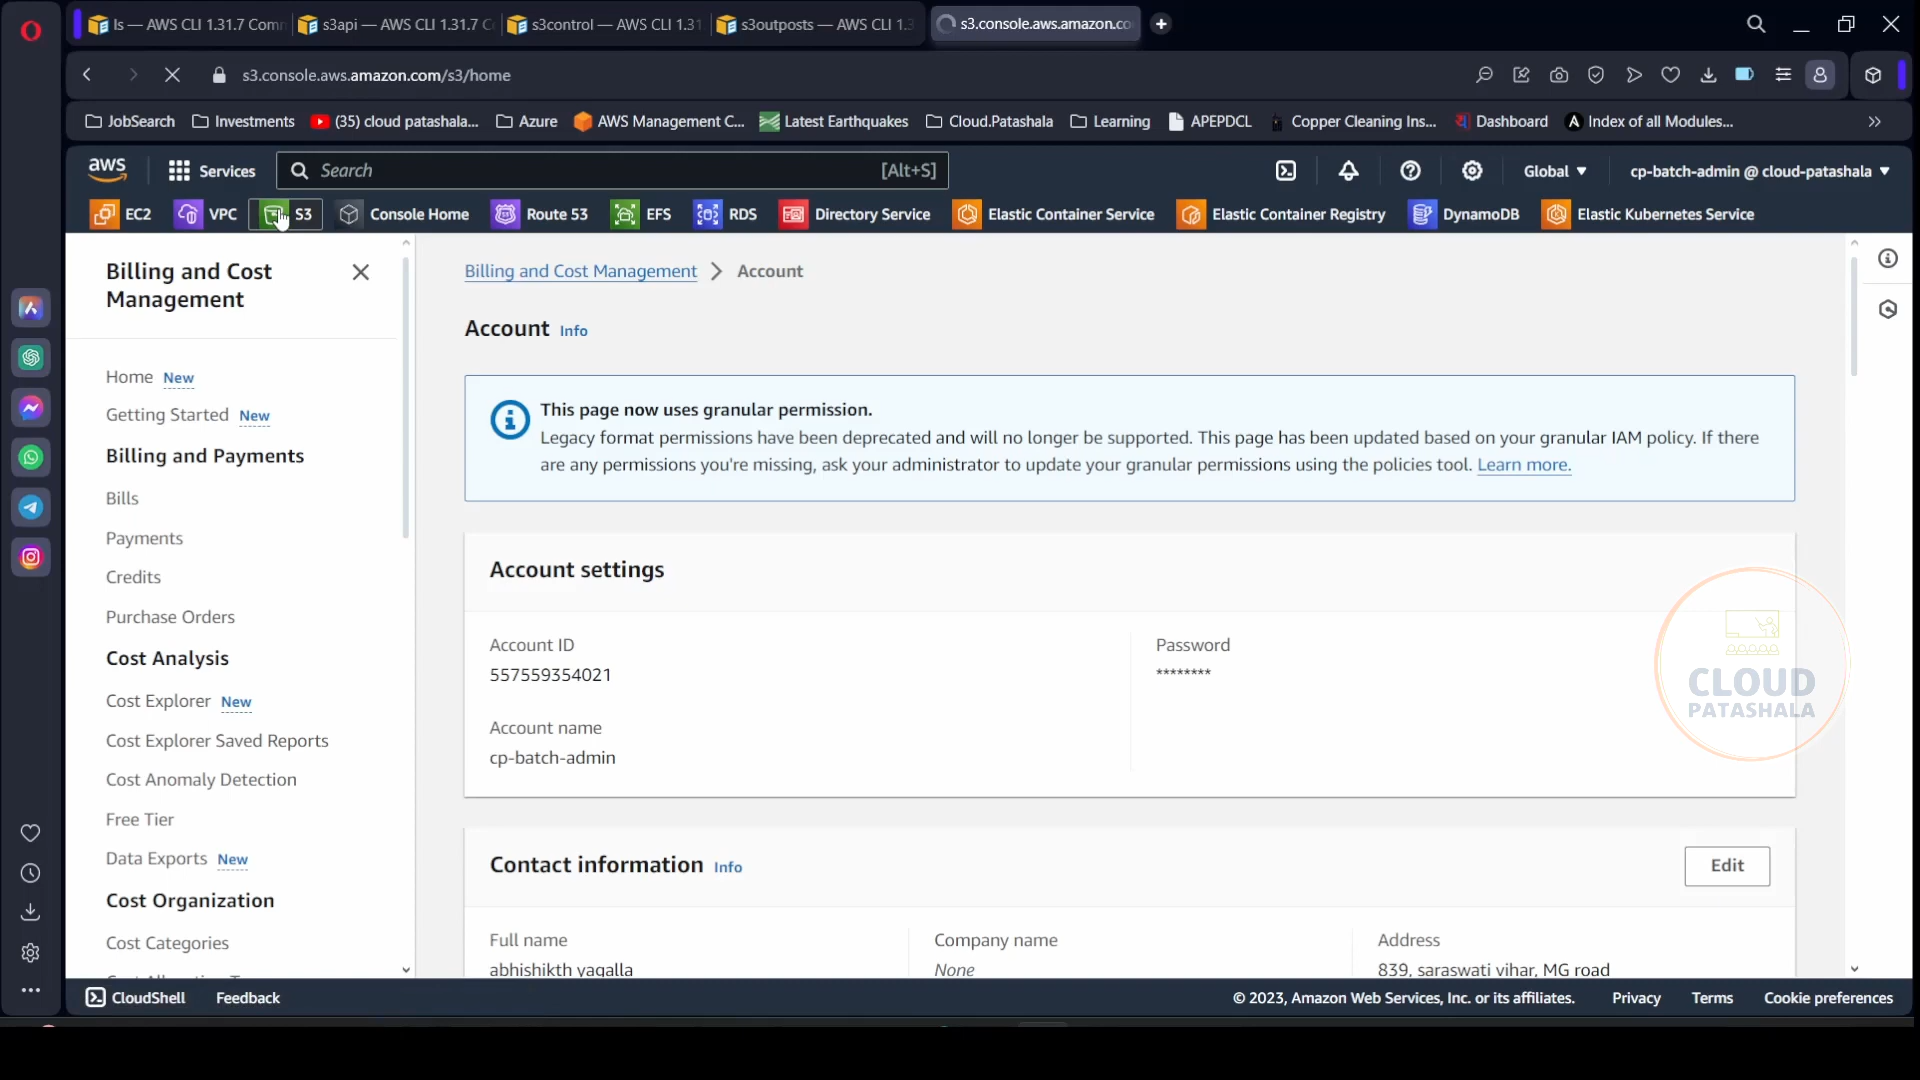 ls — AWS CLI 1.31.7 Comm
s3api — AWS CLI 1.31.7 C
s3control — AWS CLI 1.31
s3outposts — AWS CLI 1.3
s3.console.aws.amazon.co
s3.console.aws.amazon.com/s3/home
JobSearch
Investments
(35) cloud patashala...
Azure
AWS Management C...
Latest Earthquakes
Cloud.Patashala
Learning
APEPDCL
Copper Cleaning Ins...
Dashboard
Index of all Modules...
aws
Services
Search
[Alt+S]
Global
cp-batch-admin @ cloud-patashala
EC2
VPC
S3
Console Home
Route 53
EFS
RDS
Directory Service
Elastic Container Service
Elastic Container Registry
DynamoDB
Elastic Kubernetes Service
Billing and Cost
Management
Home New
Getting Started New
Billing and Payments
Bills
Payments
Credits
Purchase Orders
Cost Analysis
Cost Explorer New
Cost Explorer Saved Reports
Cost Anomaly Detection
Free Tier
Data Exports New
Cost Organization
Cost Categories
Billing and Cost Management > Account
Account Info
This page now uses granular permission.
Legacy format permissions have been deprecated and will no longer be supported. This page has been updated based on your granular IAM policy. If there
are any permissions you're missing, ask your administrator to update your granular permissions using the policies tool. Learn more.
Account settings
Account ID
557559354021
Account name
cp-batch-admin
Password
********
CLOUD
PATASHALA
Contact information Info
Edit
Full name
abhishikth yagalla
Company name
None
Address
839, saraswati vihar, MG road
CloudShell
Feedback
© 2023, Amazon Web Services, Inc. or its affiliates.
Privacy
Terms
Cookie preferences